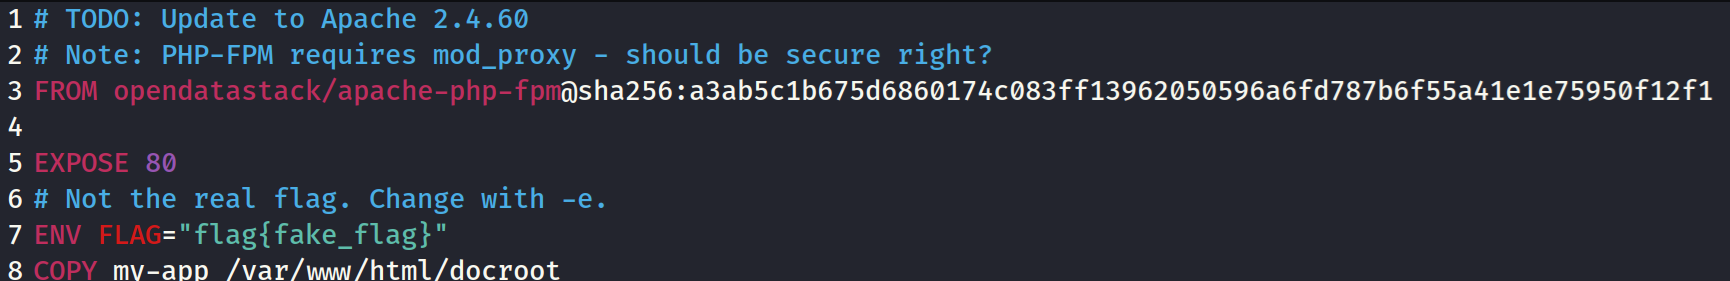 1 # TODO: Update to Apache 2.4.60
2 # Note: PHP-FPM requires mod_proxy - should be secure right?
3 FROM opendatastack/apache-php-fpm@sha256:a3ab5c1b675d6860174c083ff13962050596a6fd787b6f55a41e1e75950f12f1
4
5 EXPOSE 80
6 # Not the real flag. Change with -e.
7 ENV FLAG="flag{fake_flag}"
8 COPY my-app /var/www/html/docroot